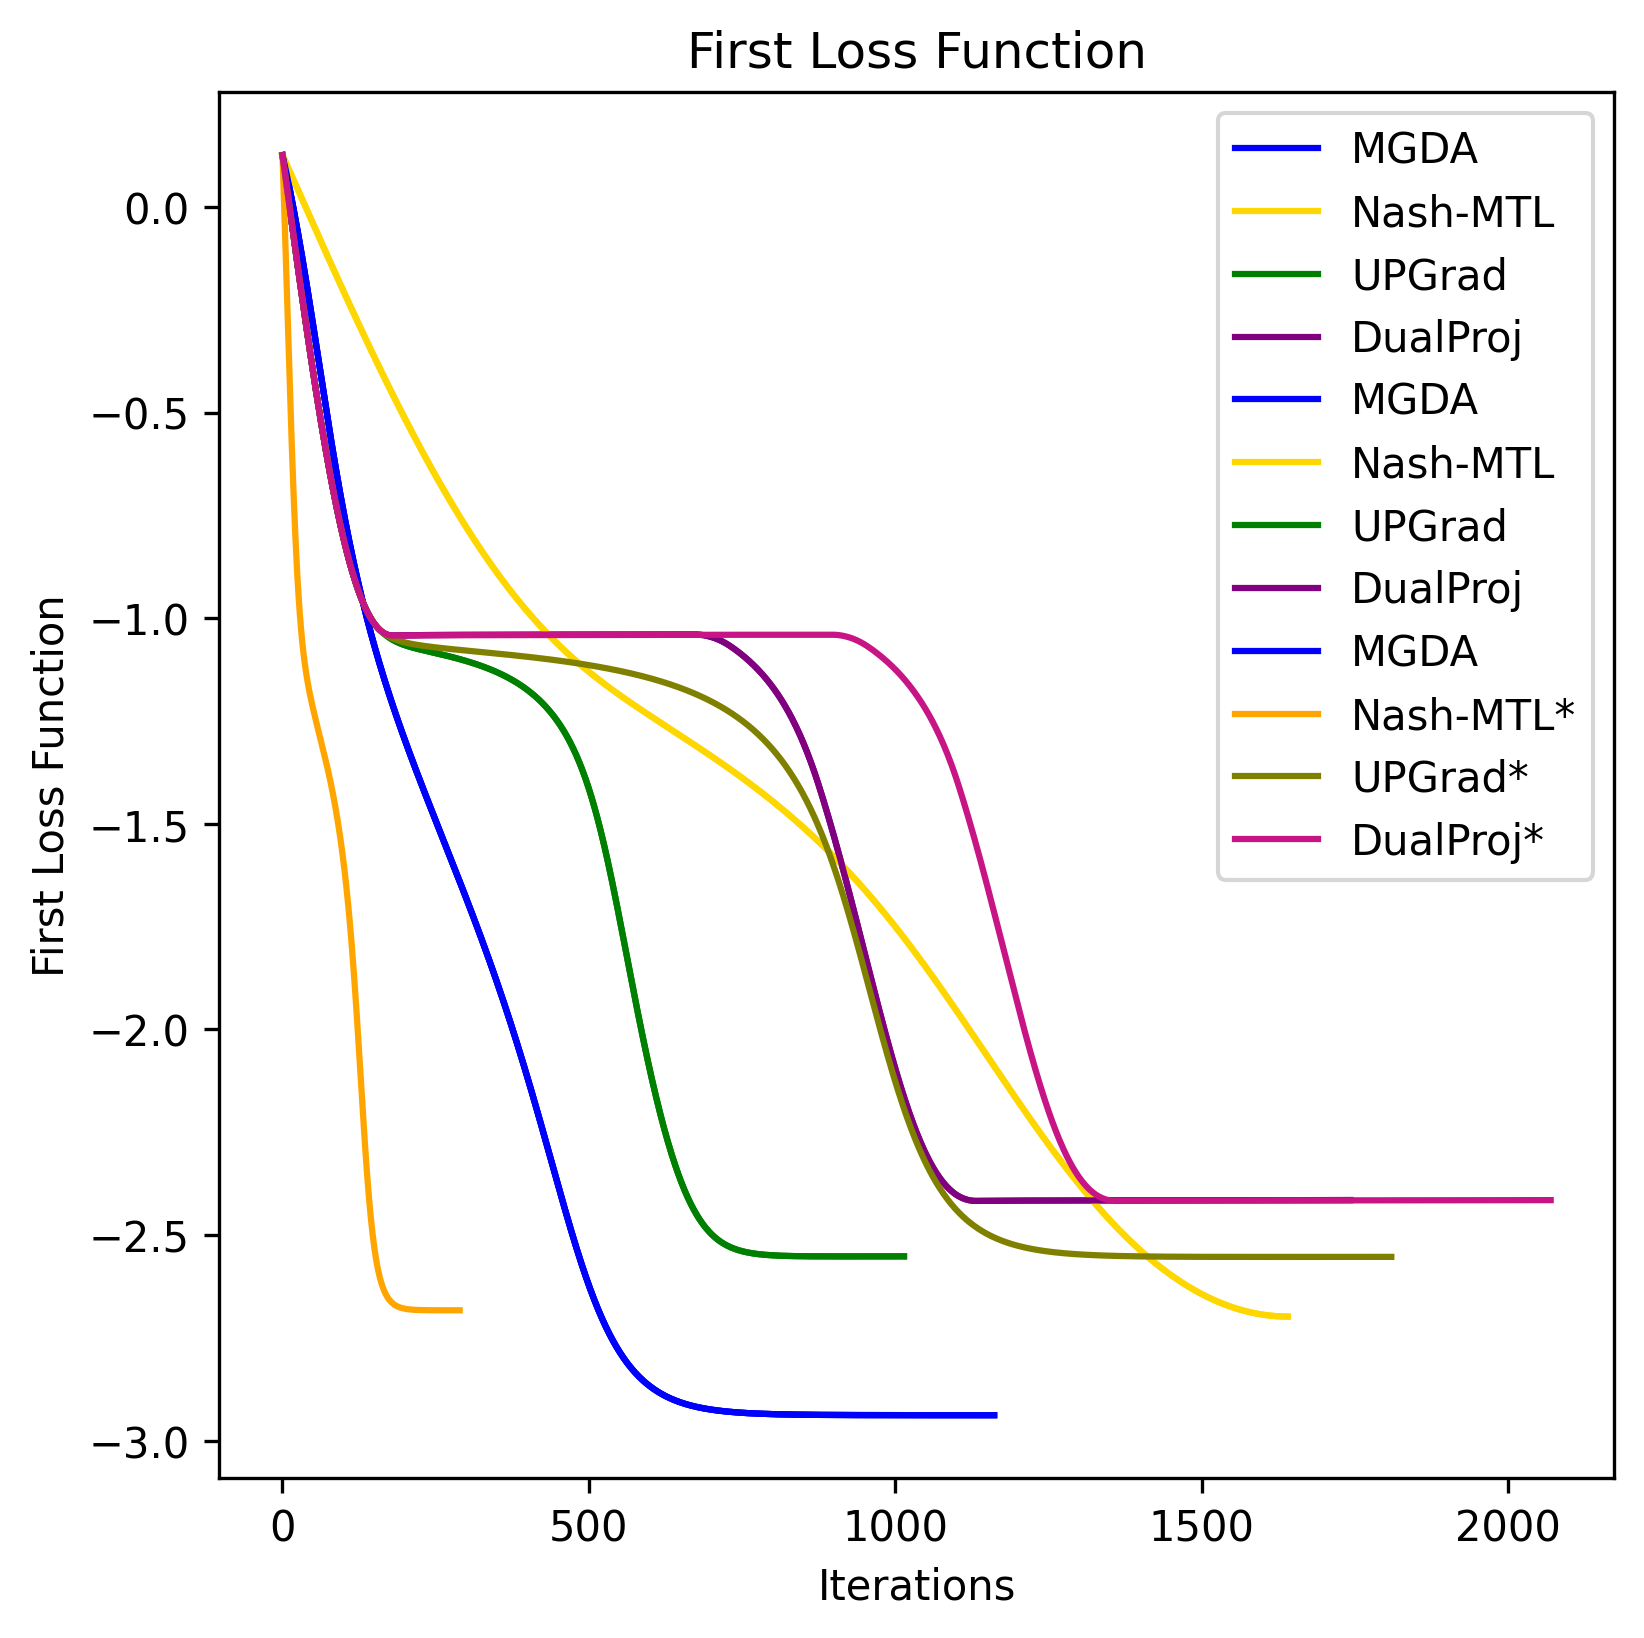 First Loss Function
MGDA
Nash-MTL
UPGrad
DualProj
MGDA
Nash-MTL
UPGrad
DualProj
MGDA
Nash-MTL*
UPGrad*
DualProj*
First Loss Function
0.0
−0.5
−1.0
−1.5
−2.0
−2.5
−3.0
0 500 1000 1500 2000
Iterations